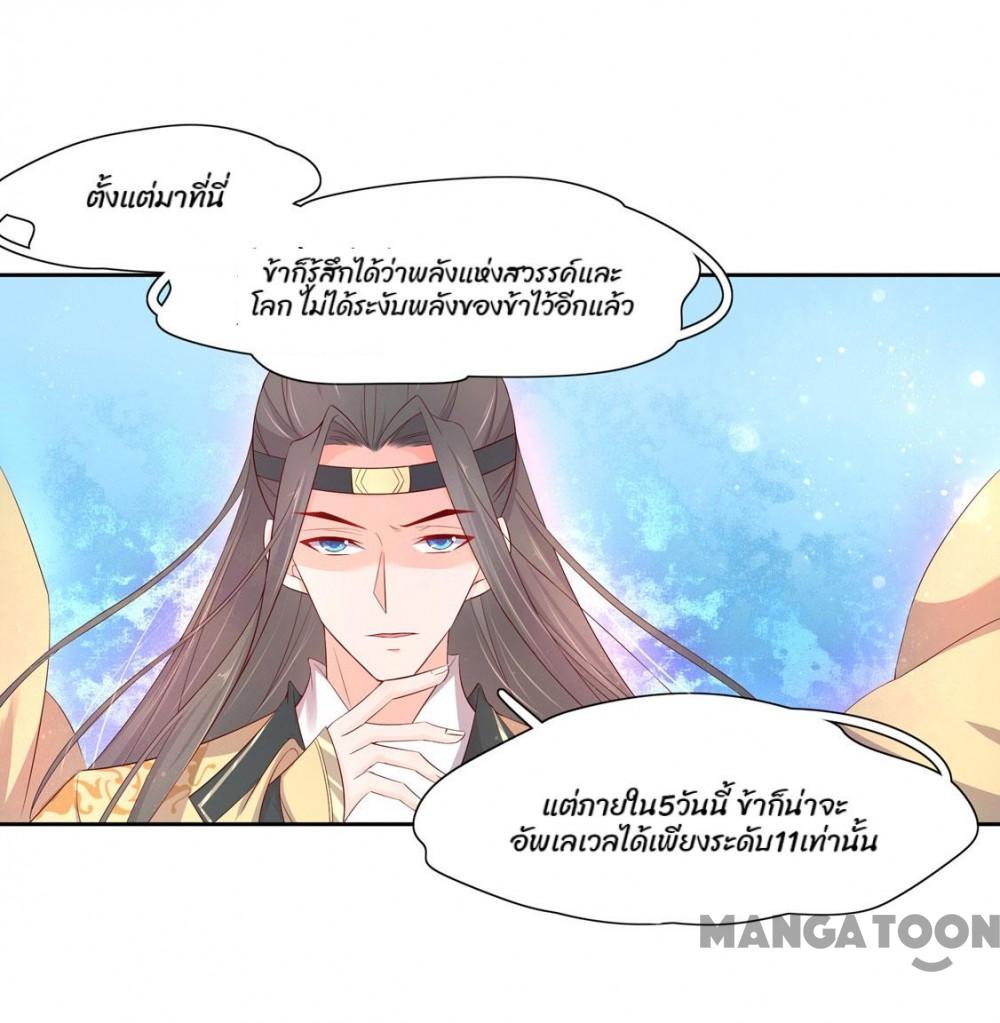 ตั้งแต่มาที่นี่
ข้าก็รู้สึกได้ว่าพลังแห่งสวรรค์และ
โลก ไม่ได้ระงับพลังของข้าไว้อีกแล้ว
แต่ภายใน5วันนี้ ข้าก็น่าจะ
อัพเลเวลได้เพียงระดับ11เท่านั้น
MANGATOON